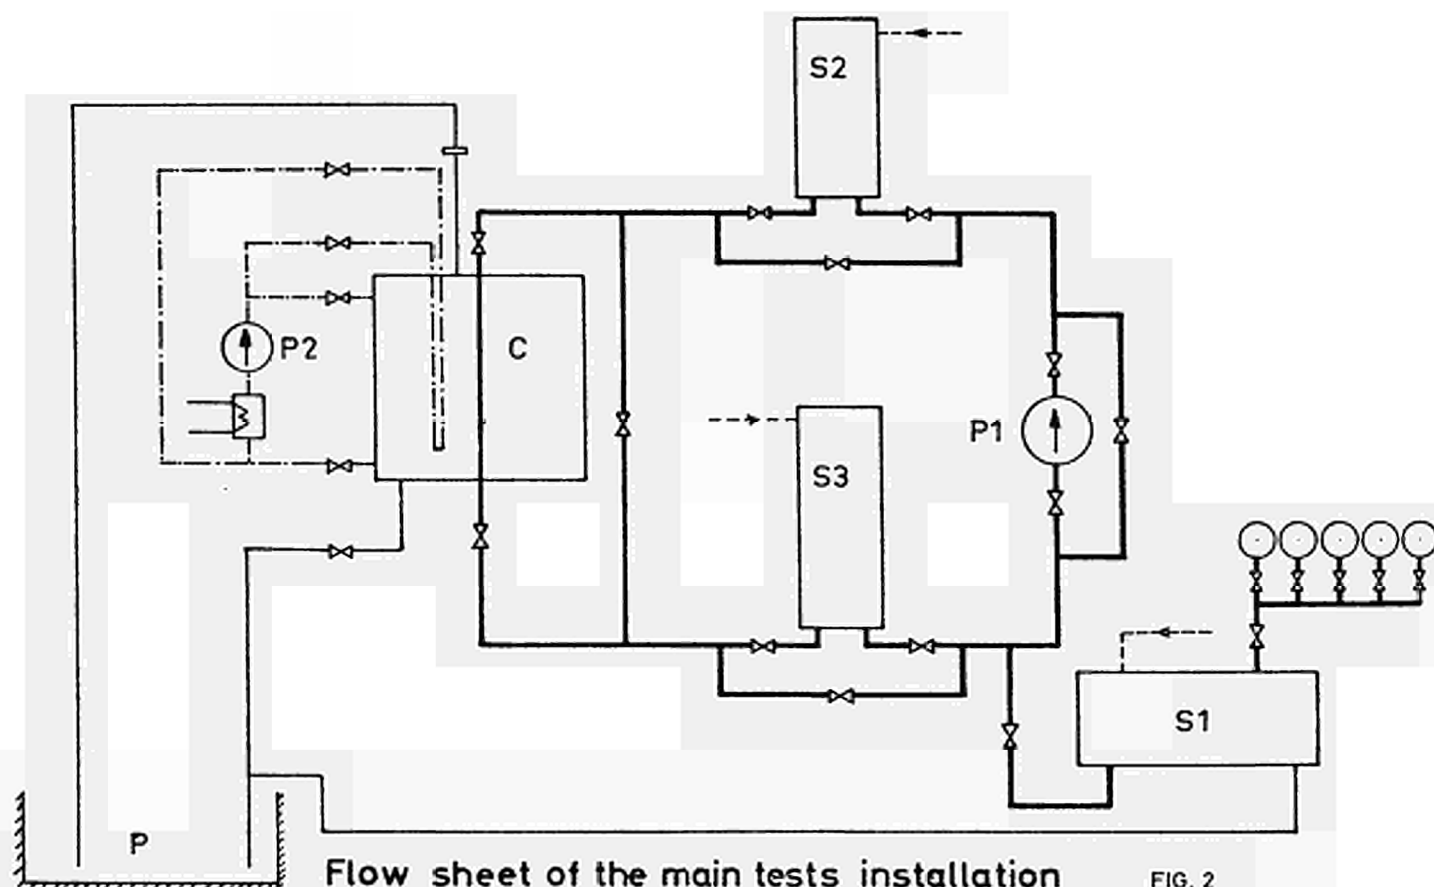 S2
P2
C
P1
S3
S1
P
Flow sheet of the main tests installation
FIG. 2